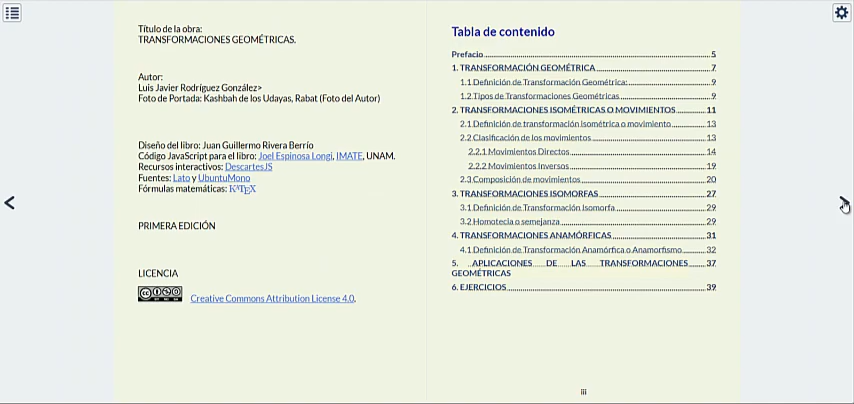 Título de la obra:
TRANSFORMACIONES GEOMÉTRICAS.
Autor:
Luis Javier Rodríguez González>
Foto de Portada: Kashbah de los Udayas, Rabat (Foto del Autor)
Diseño del libro: Juan Guillermo Rivera Berrío
Código JavaScript para el libro: Joel Espinosa Longi, IMATE, UNAM.
Recursos interactivos: DescartesJS
Fuentes: Lato y UbuntuMono
Fórmulas matemáticas: KATEX
PRIMERA EDICIÓN
LICENCIA
Creative Commons Attribution License 4.0.
Tabla de contenido
Prefacio 5
1. TRANSFORMACIÓN GEOMÉTRICA 7
1.1.Definición de Transformación Geométrica: 9
1.2.Tipos de Transformaciones Geométricas 9
2. TRANSFORMACIONES ISOMÉTRICAS O MOVIMIENTOS 11
2.1.Definición de transformación isométrica o movimiento 13
2.2.Clasificación de los movimientos 13
2.2.1.Movimientos Directos 14
2.2.2.Movimientos Inversos 19
2.3.Composición de movimientos 20
3. TRANSFORMACIONES ISOMORFAS 27
3.1.Definición de Transformación Isomorfa 29
3.2.Homotecia o semejanza 29
4. TRANSFORMACIONES ANAMÓRFICAS 31
4.1.Definición de Transformación Anamórfica o Anamorfismo 32
5. APLICACIONES DE LAS TRANSFORMACIONES 37
GEOMÉTRICAS
6. EJERCICIOS 39
iii